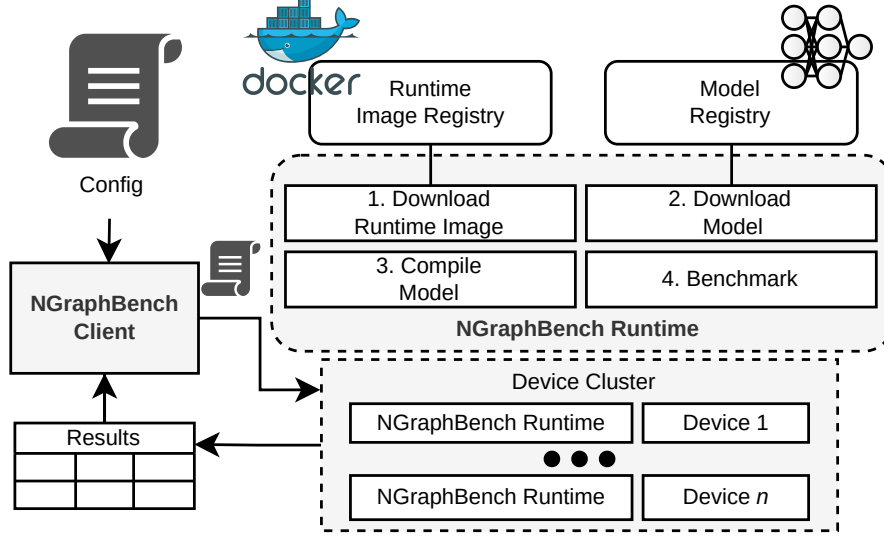 docker
Runtime
Image Registry
Model
Registry
Config
1. Download
Runtime Image
2. Download
Model
3. Compile
Model
4. Benchmark
NGraphBench Runtime
NGraphBench
Client
Device Cluster
NGraphBench Runtime
Device 1
NGraphBench Runtime
Device n
Results